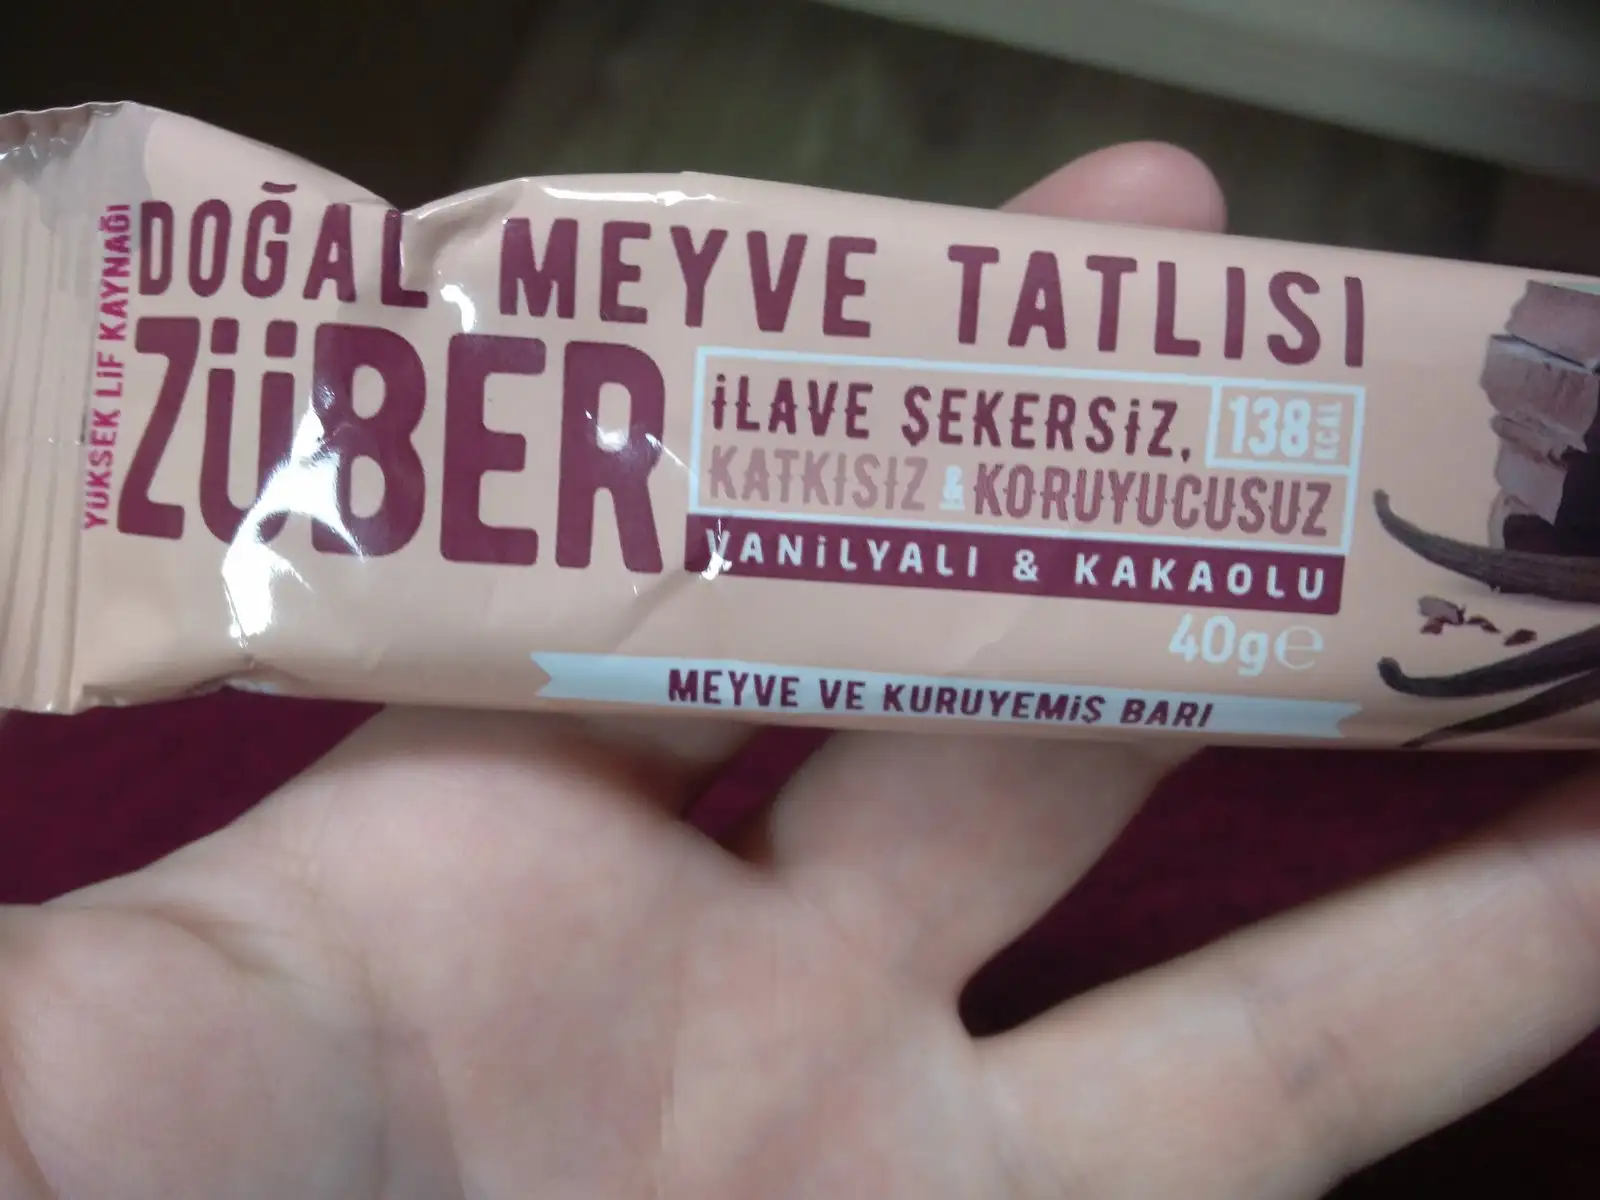 YÜKSEK LİF KAYNAĞI
DOĞAL MEYVE TATLISI
ZÜBER
İLAVE ŞEKERSİZ,
138 KCAL
KATKISIZ & KORUYUCUSUZ
VANİLYALI & KAKAOLU
40g℮
MEYVE VE KURUYEMİŞ BARI